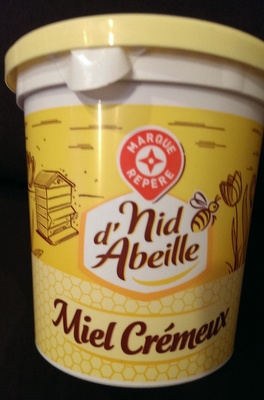 MARQUE
REPÈRE
Nid
d'Abeille
Miel Crémeux